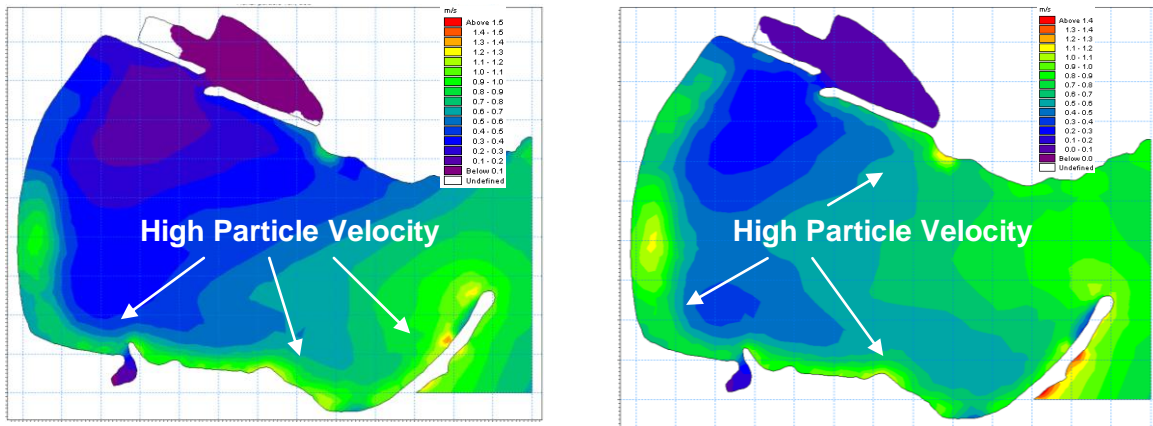 m/s
Above 1.5
1.4 - 1.5
1.3 - 1.4
1.2 - 1.3
1.1 - 1.2
1.0 - 1.1
0.9 - 1.0
0.8 - 0.9
0.7 - 0.8
0.6 - 0.7
0.5 - 0.6
0.4 - 0.5
0.3 - 0.4
0.2 - 0.3
0.1 - 0.2
Below 0.1
Undefined
High Particle Velocity
m/s
Above 1.4
1.3 - 1.4
1.2 - 1.3
1.1 - 1.2
1.0 - 1.1
0.9 - 1.0
0.8 - 0.9
0.7 - 0.8
0.6 - 0.7
0.5 - 0.6
0.4 - 0.5
0.3 - 0.4
0.2 - 0.3
0.1 - 0.2
0.0 - 0.1
Below 0.0
Undefined
High Particle Velocity